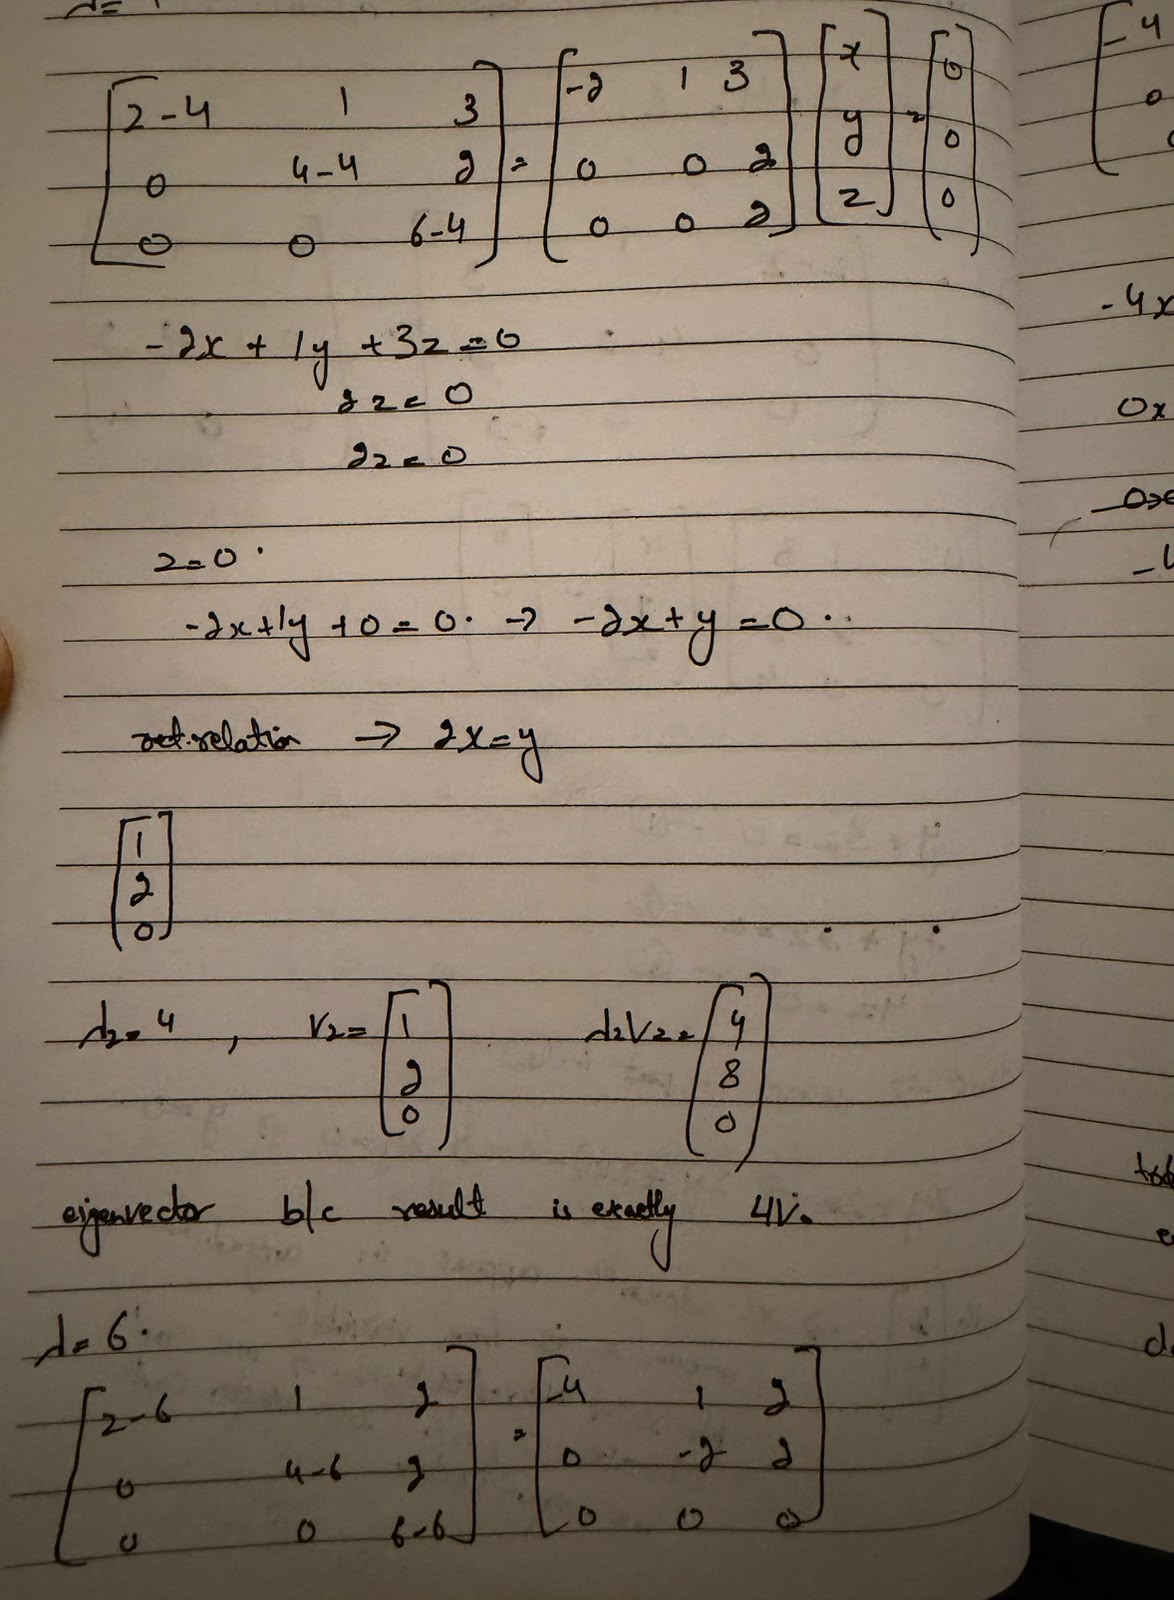 [2-4 1 3] = [-2 1 3] [x] = [0]
[0 4-4 2] [0 0 2] [y] [0]
[0 0 6-4] [0 0 2] [z] [0]
-2x + 1y + 3z = 0
2z = 0
2z = 0
z = 0
-2x+1y+0=0. → -2x+y=0..
relation → 2x=y
[1]
[2]
[0]
λ2=4, V2=[1] λ2V2=[4]
[2] [8]
[0] [0]
eigenvector b/c result is exactly 4V.
λ=6.
[2-6 1 2] = [-4 1 2]
[0 4-6 2] [0 -2 2]
[0 0 6-6] [0 0 0]
[-4
0
-4x
0x